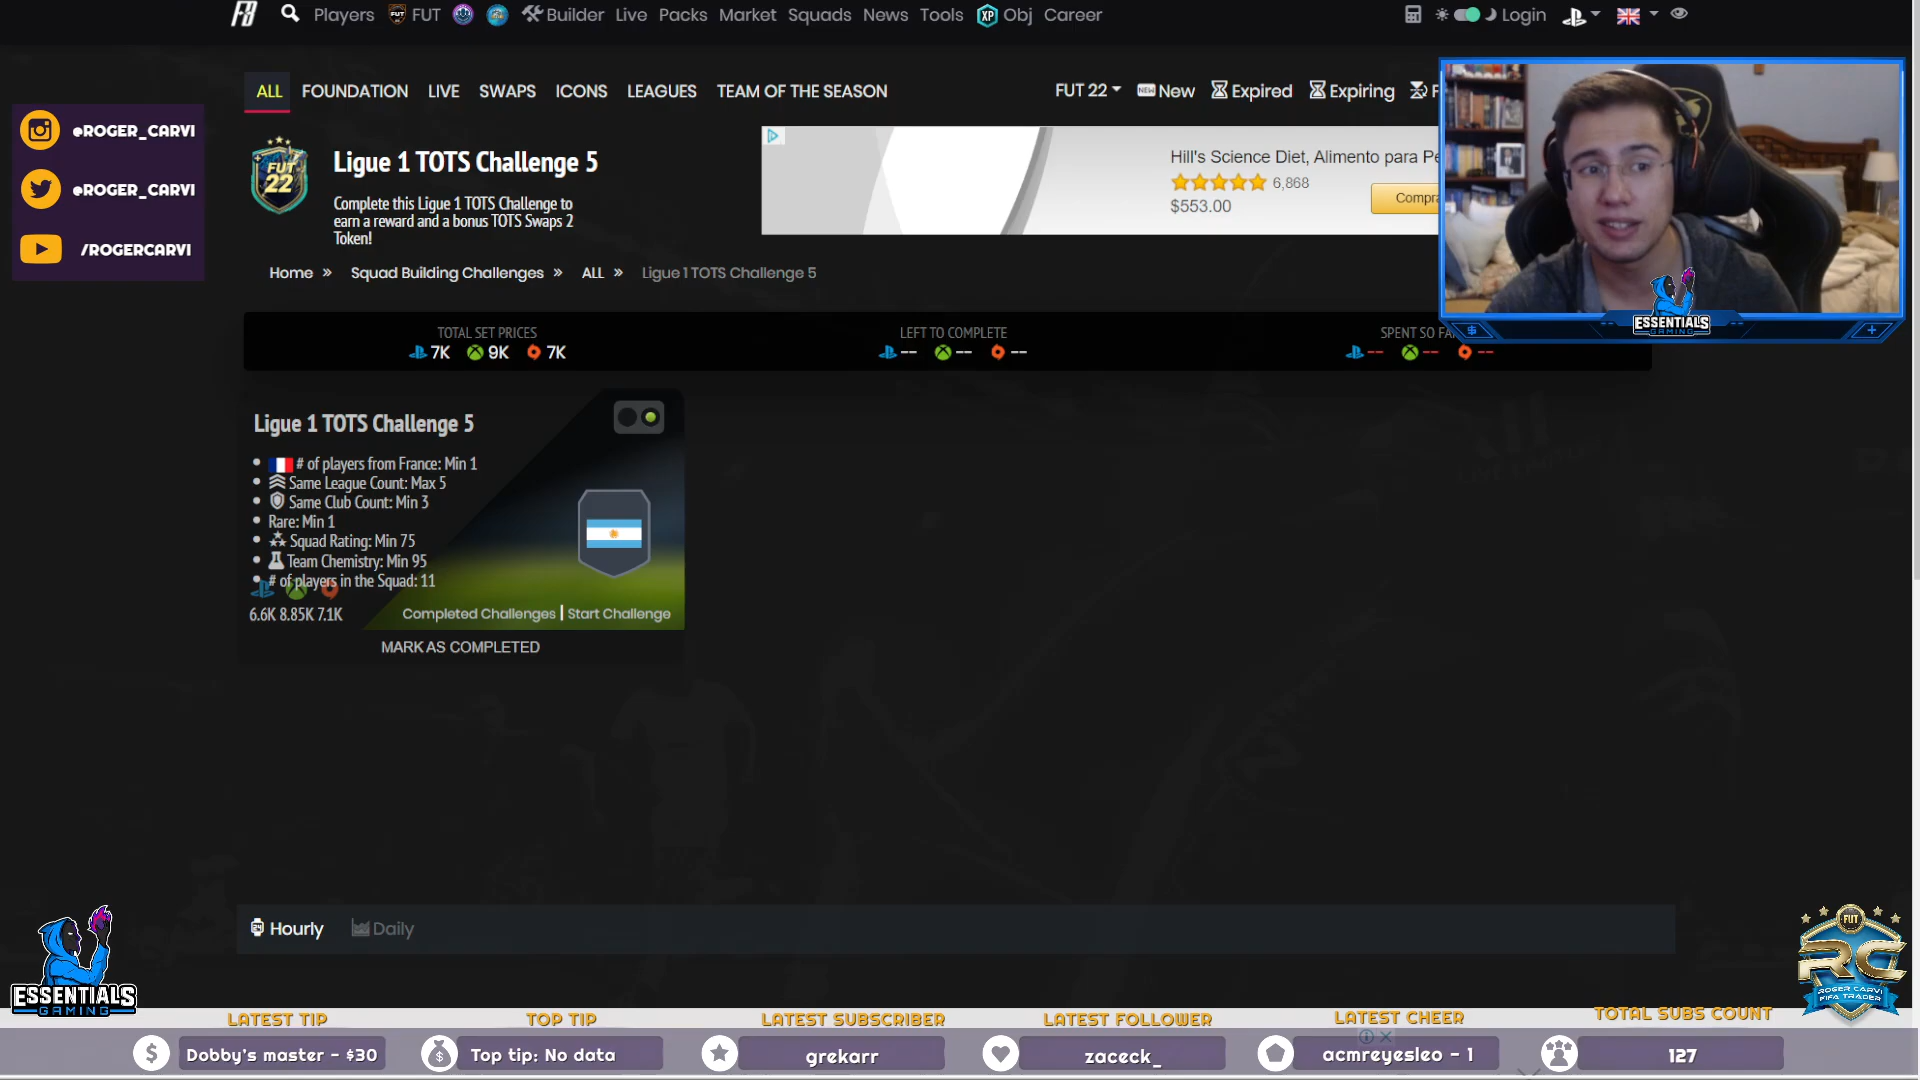 Players FUT Builder Live Packs Market Squads News Tools XP Obj Career Login
ALL FOUNDATION LIVE SWAPS ICONS LEAGUES TEAM OF THE SEASON FUT 22 New Expired Expiring
@ROGER_CARVI
@ROGER_CARVI
/ROGERCARVI
FUT 22
Ligue 1 TOTS Challenge 5
Complete this Ligue 1 TOTS Challenge to
earn a reward and a bonus TOTS Swaps 2
Token!
Hill's Science Diet, Alimento para Pe
6,868
$553.00
Compra
Home » Squad Building Challenges » ALL » Ligue 1 TOTS Challenge 5
ESSENTIALS
TOTAL SET PRICES
7K 9K 7K
LEFT TO COMPLETE
-- -- --
SPENT SO FA
-- -- --
Ligue 1 TOTS Challenge 5
# of players from France: Min 1
Same League Count: Max 5
Same Club Count: Min 3
Rare: Min 1
Squad Rating: Min 75
Team Chemistry: Min 95
# of players in the Squad: 11
6.6K 8.85K 7.1K
Completed Challenges | Start Challenge
MARK AS COMPLETED
Hourly Daily
ESSENTIALS
GAMING
FUT
RC
ROGER CARVI
FIFA TRADER
LATEST TIP
Dobby's master - $30
TOP TIP
Top tip: No data
LATEST SUBSCRIBER
grekarr
LATEST FOLLOWER
zaceck_
LATEST CHEER
acmreyesleo - 1
TOTAL SUBS COUNT
127